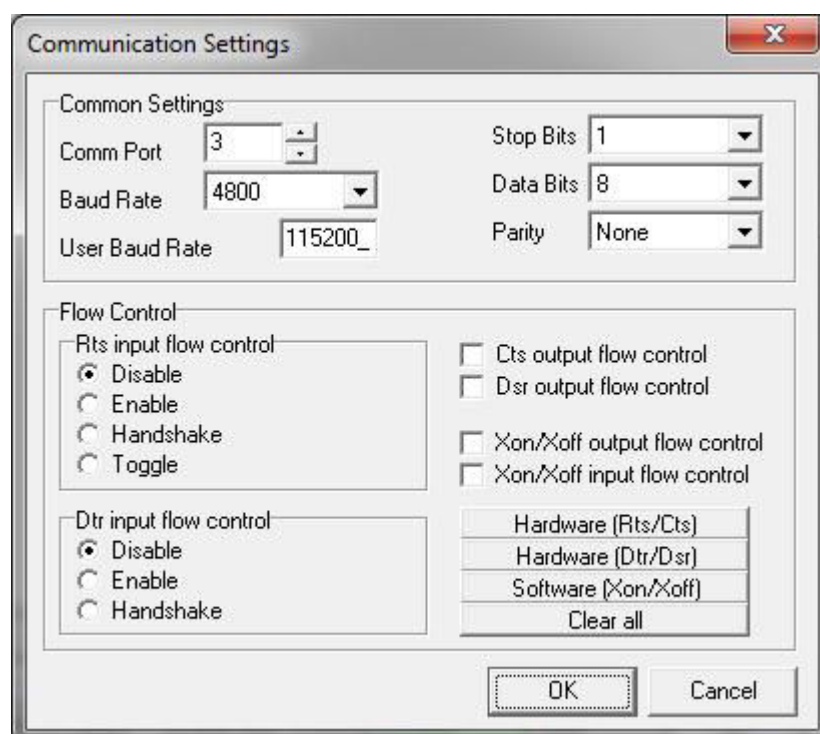 Communication Settings
Common Settings
Comm Port 3
Stop Bits 1
Baud Rate 4800
Data Bits 8
User Baud Rate 115200_
Parity None
Flow Control
Rts input flow control
Disable
Enable
Handshake
Toggle
Cts output flow control
Dsr output flow control
Xon/Xoff output flow control
Xon/Xoff input flow control
Dtr input flow control
Disable
Enable
Handshake
Hardware (Rts/Cts)
Hardware (Dtr/Dsr)
Software (Xon/Xoff)
Clear all
OK
Cancel